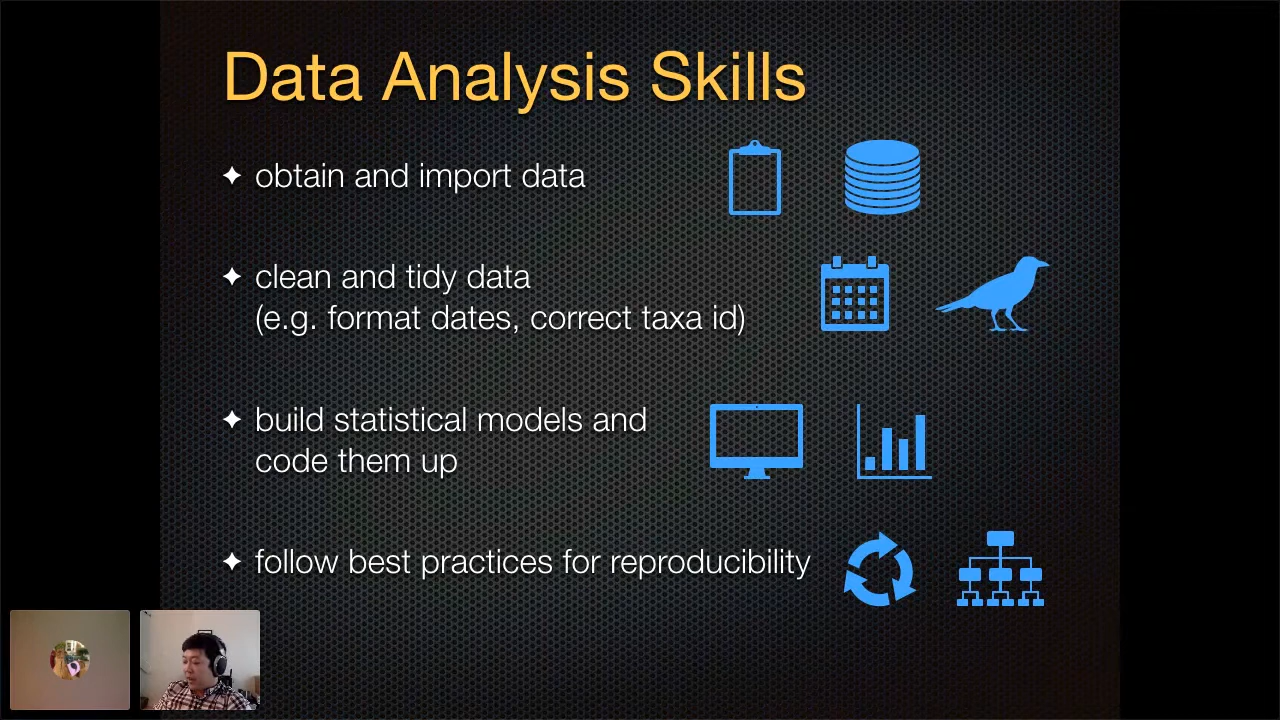 Data Analysis Skills
obtain and import data
clean and tidy data
(e.g. format dates, correct taxa id)
build statistical models and
code them up
follow best practices for reproducibility